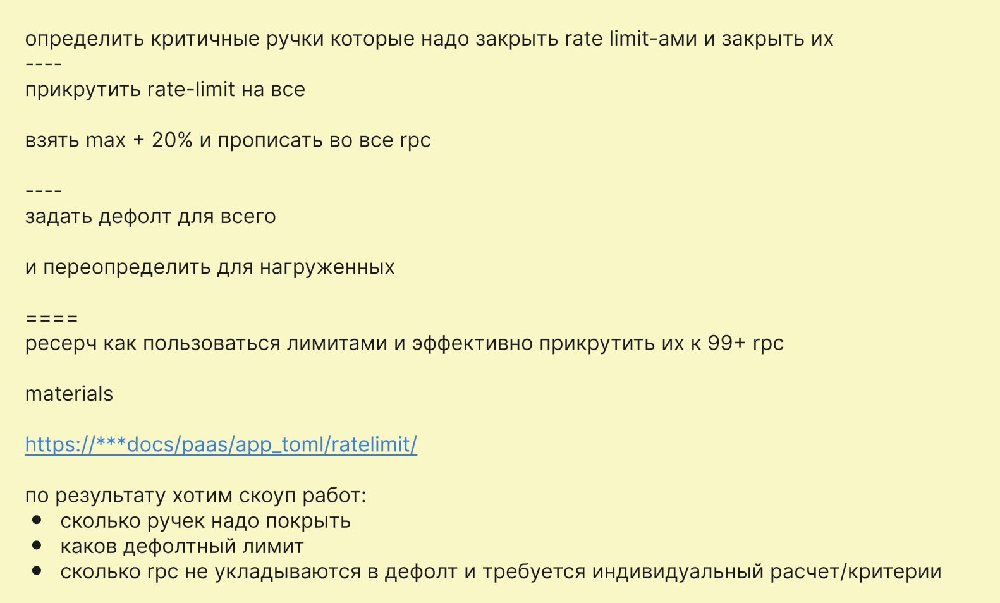 определить критичные ручки которые надо закрыть rate limit-ами и закрыть их
----
прикрутить rate-limit на все
взять max + 20% и прописать во все rpc
----
задать дефолт для всего
и переопределить для нагруженных
====
ресерч как пользоваться лимитами и эффективно прикрутить их к 99+ rpc
materials
https://***docs/paas/app_toml/ratelimit/
по результату хотим скоуп работ:
● сколько ручек надо покрыть
● каков дефолтный лимит
● сколько rpc не укладываются в дефолт и требуется индивидуальный расчет/критерии